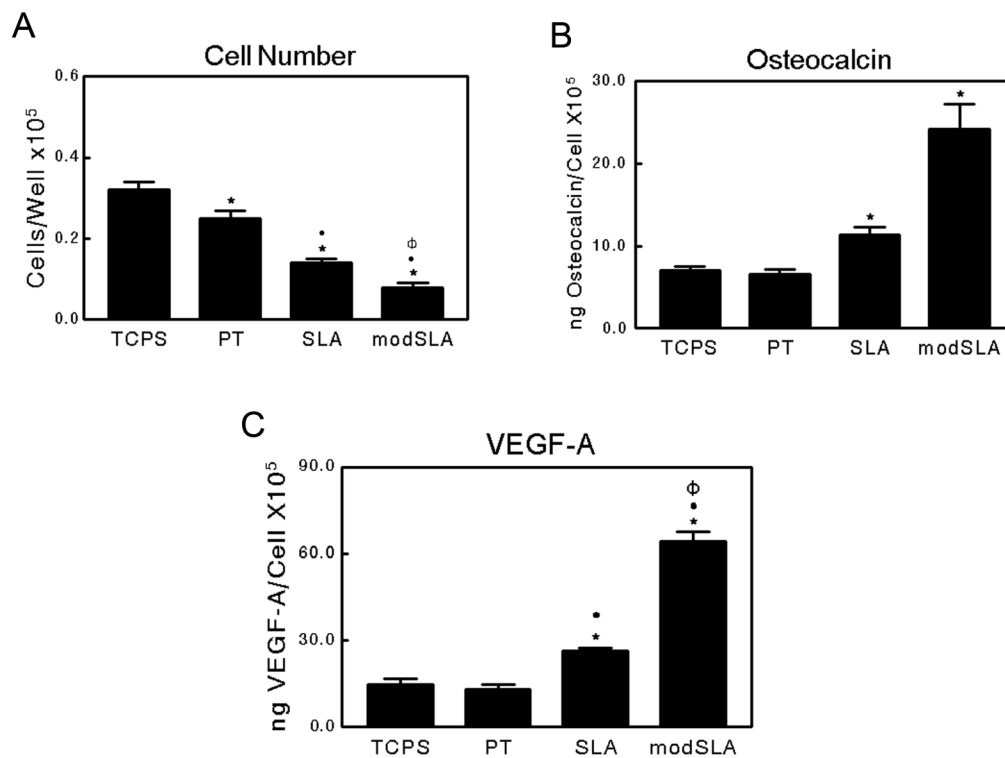 A
Cell Number
Cells/Well x10⁵
0.6
0.4
0.2
0.0
*
•
*
ϕ
•
*
TCPS PT SLA modSLA
B
Osteocalcin
ng Osteocalcin/Cell X10⁵
30.0
20.0
10.0
0.0
*
*
TCPS PT SLA modSLA
C
VEGF-A
ng VEGF-A/Cell X10⁵
90.0
60.0
30.0
0.0
•
*
ϕ
•
*
TCPS PT SLA modSLA